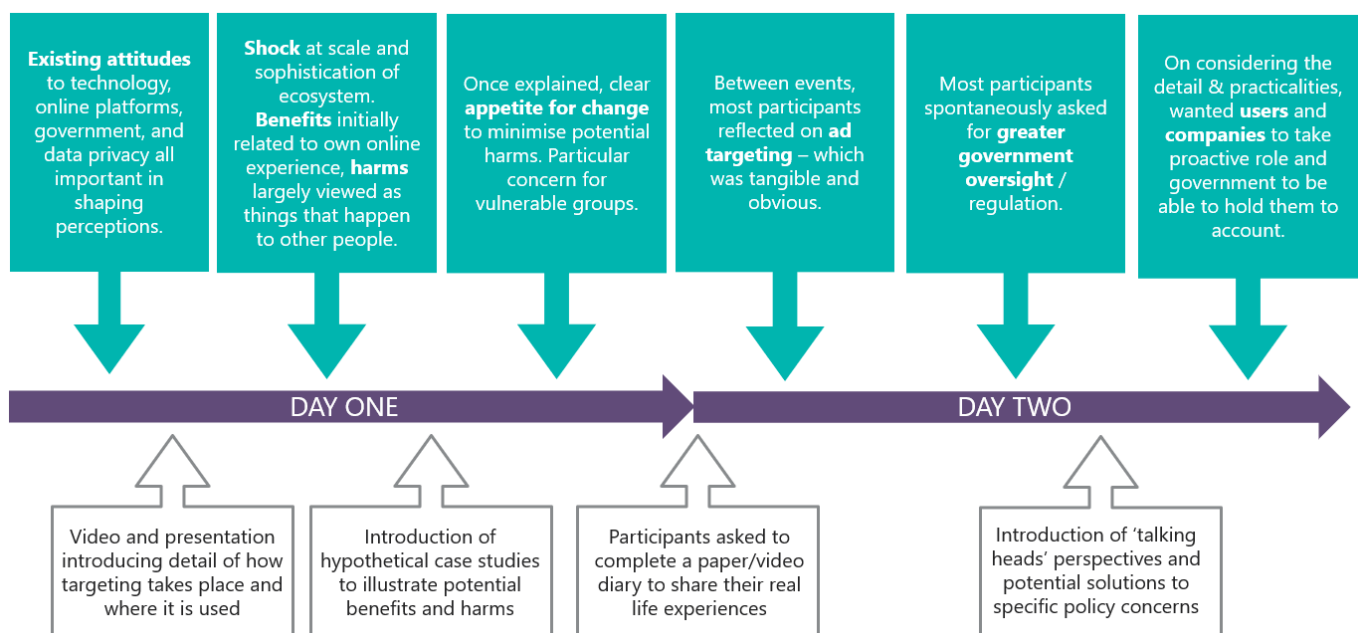 Existing attitudes
to technology,
online platforms,
government, and
data privacy all
important in
shaping
perceptions.
Shock at scale and
sophistication of
ecosystem.
Benefits initially
related to own online
experience, harms
largely viewed as
things that happen
to other people.
Once explained, clear
appetite for change
to minimise potential
harms. Particular
concern for
vulnerable groups.
Between events,
most participants
reflected on ad
targeting – which
was tangible and
obvious.
Most participants
spontaneously asked
for greater
government
oversight /
regulation.
On considering the
detail & practicalities,
wanted users and
companies to take
proactive role and
government to be
able to hold them to
account.
DAY ONE
DAY TWO
Video and presentation
introducing detail of how
targeting takes place and
where it is used
Introduction of
hypothetical case studies
to illustrate potential
benefits and harms
Participants asked to
complete a paper/video
diary to share their real
life experiences
Introduction of ‘talking
heads’ perspectives and
potential solutions to
specific policy concerns